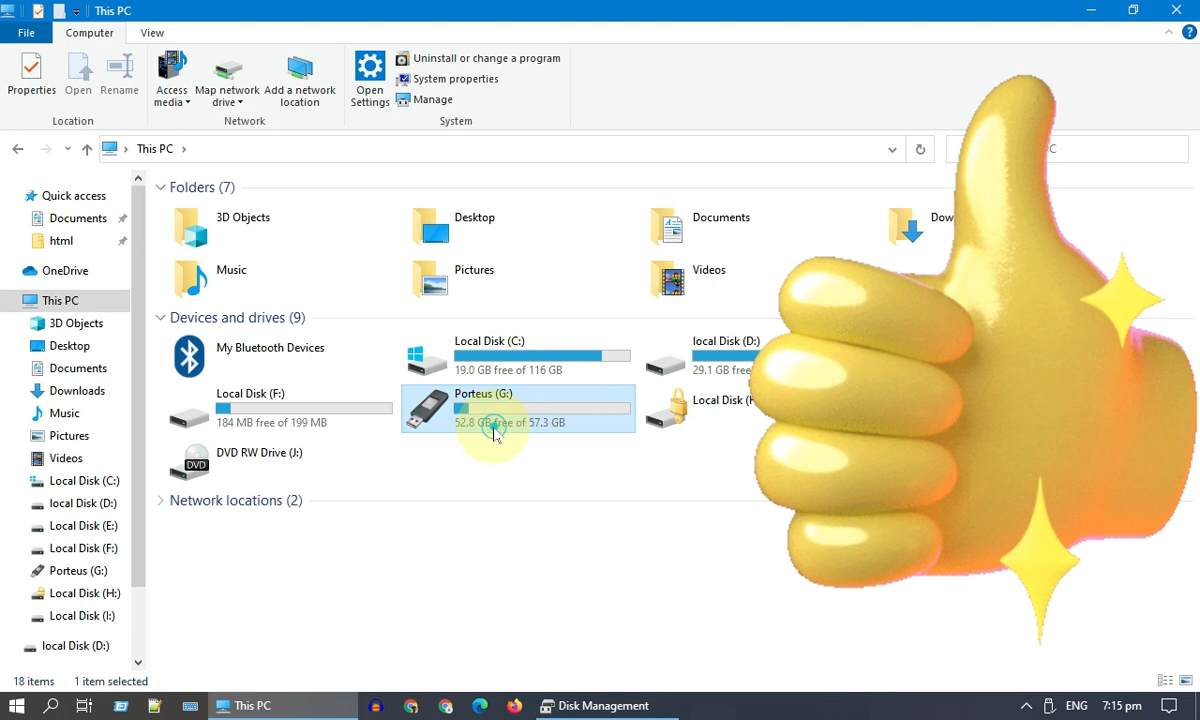 This PC
File
Computer
View
Properties
Open
Rename
Access media
Map network drive
Add a network location
Open Settings
Uninstall or change a program
System properties
Manage
Location
Network
System
This PC
Quick access
Documents
html
OneDrive
This PC
3D Objects
Desktop
Documents
Downloads
Music
Pictures
Videos
Local Disk (C:)
local Disk (D:)
Local Disk (E:)
Local Disk (F:)
Porteus (G:)
Local Disk (H:)
Local Disk (I:)
local Disk (D:)
Folders (7)
3D Objects
Desktop
Documents
Music
Pictures
Videos
Devices and drives (9)
My Bluetooth Devices
Local Disk (C:)
19.0 GB free of 116 GB
local Disk (D:)
29.1 GB free
Local Disk (F:)
184 MB free of 199 MB
Porteus (G:)
52.8 GB free of 57.3 GB
Local Disk
DVD
DVD RW Drive (J:)
Network locations (2)
18 items
1 item selected
This PC
Disk Management
ENG
7:15 pm